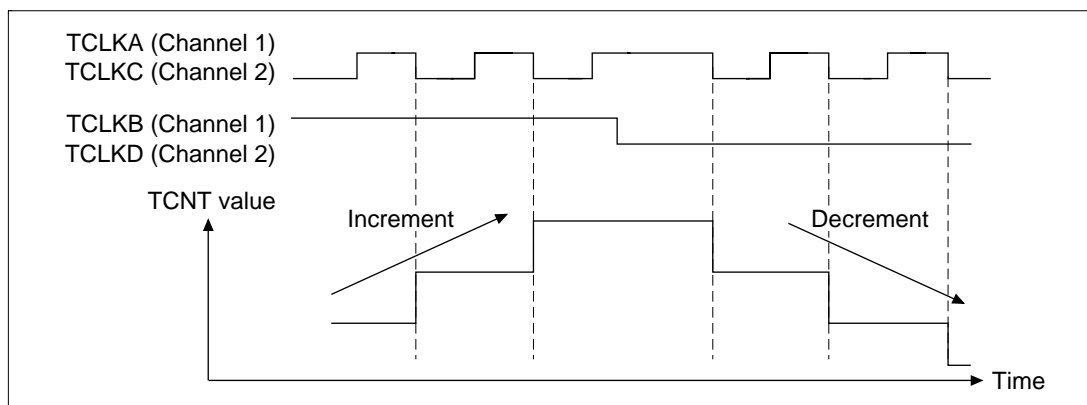 TCLKA (Channel 1)
TCLKC (Channel 2)
TCLKB (Channel 1)
TCLKD (Channel 2)
TCNT value
Increment
Decrement
Time